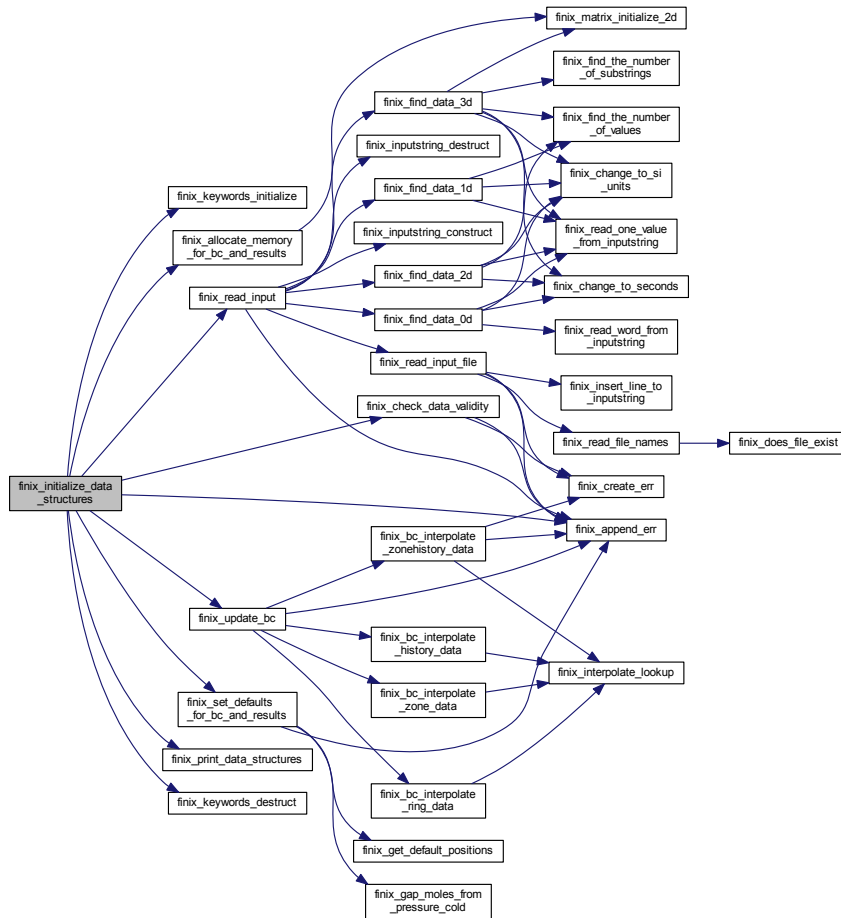 finix_matrix_initialize_2d
finix_find_the_number
_of_substrings
finix_find_data_3d
finix_find_the_number
_of_values
finix_inputstring_destruct
finix_change_to_si
_units
finix_keywords_initialize
finix_find_data_1d
finix_allocate_memory
_for_bc_and_results
finix_inputstring_construct
finix_read_one_value
_from_inputstring
finix_read_input
finix_find_data_2d
finix_change_to_seconds
finix_find_data_0d
finix_read_word_from
_inputstring
finix_read_input_file
finix_insert_line_to
_inputstring
finix_check_data_validity
finix_read_file_names
finix_does_file_exist
finix_initialize_data
_structures
finix_create_err
finix_append_err
finix_bc_interpolate
_zonehistory_data
finix_update_bc
finix_bc_interpolate
_history_data
finix_interpolate_lookup
finix_bc_interpolate
_zone_data
finix_set_defaults
_for_bc_and_results
finix_print_data_structures
finix_keywords_destruct
finix_bc_interpolate
_ring_data
finix_get_default_positions
finix_gap_moles_from
_pressure_cold